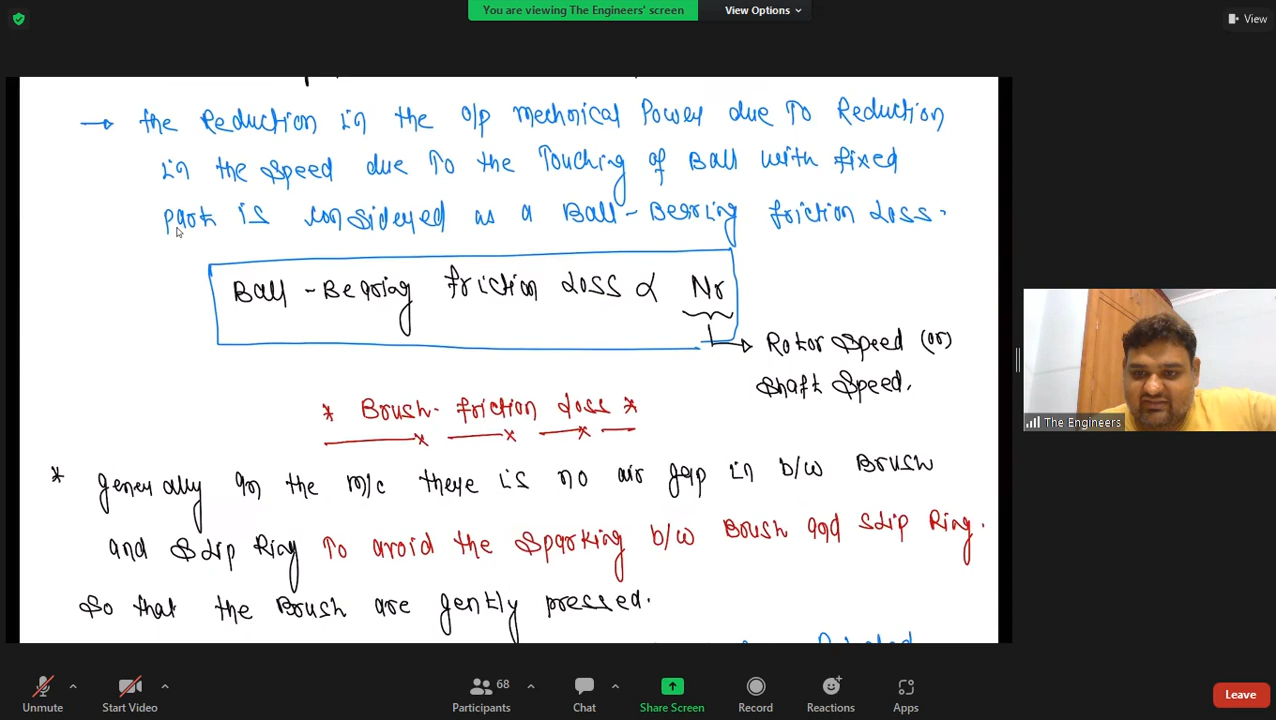 You are viewing The Engineers' screen
View Options
View
→ the Reduction in the o/p mechnical Power due To Reduction
in the Speed due To the Touching of Ball with fixed
park is considered as a Ball-Bearing friction Loss.
Ball-Bearing friction Loss ∝ Nr
Rotor Speed (or)
Shaft Speed.
* Brush friction Loss *
* generally In the m/c there is no air gap in b/w Brush
and Slip Ring To avoid the Sparking b/w Brush and Slip Ring.
So that the Brush are gently pressed.
The Engineers
Unmute
Start Video
68
Participants
Chat
Share Screen
Record
Reactions
Apps
Leave